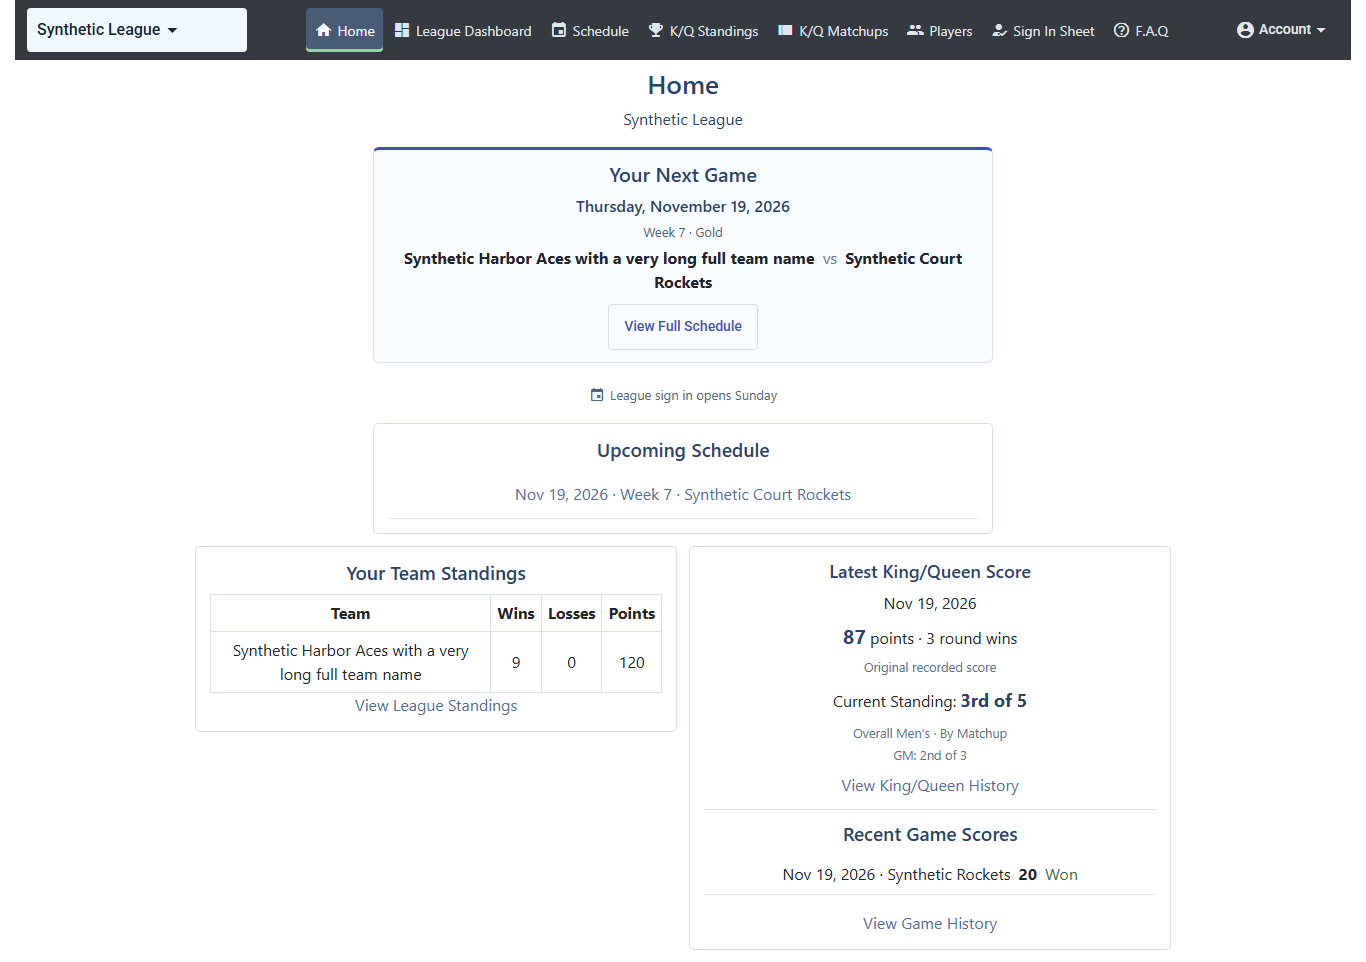 Synthetic League
Home
League Dashboard
Schedule
K/Q Standings
K/Q Matchups
Players
Sign In Sheet
F.A.Q
Account
Home
Synthetic League
Your Next Game
Thursday, November 19, 2026
Week 7 · Gold
Synthetic Harbor Aces with a very long full team name vs Synthetic Court
Rockets
View Full Schedule
League sign in opens Sunday
Upcoming Schedule
Nov 19, 2026 · Week 7 · Synthetic Court Rockets
Your Team Standings
Team Wins Losses Points
Synthetic Harbor Aces with a very
long full team name
9 0 120
View League Standings
Latest King/Queen Score
Nov 19, 2026
87 points · 3 round wins
Original recorded score
Current Standing: 3rd of 5
Overall Men's · By Matchup
GM: 2nd of 3
View King/Queen History
Recent Game Scores
Nov 19, 2026 · Synthetic Rockets 20 Won
View Game History